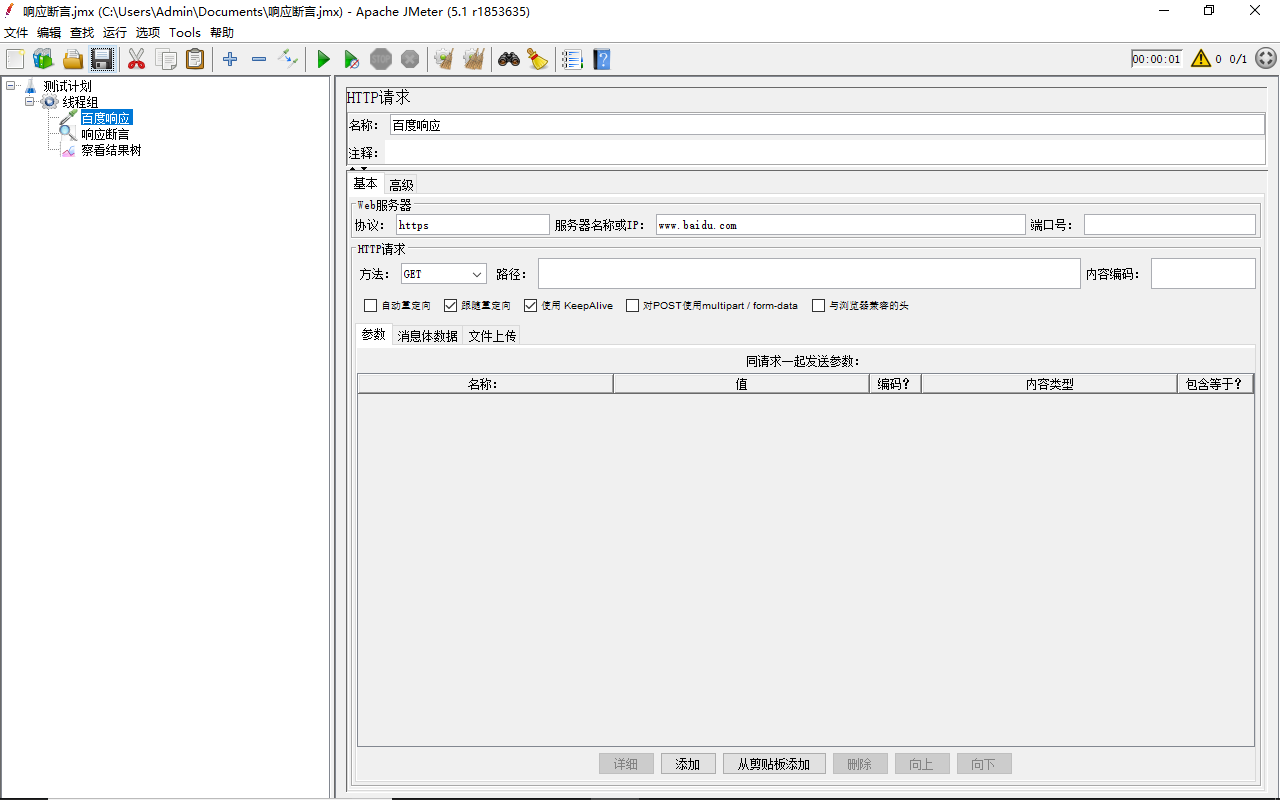 响应断言.jmx (C:\Users\Admin\Documents\响应断言.jmx) - Apache JMeter (5.1 r1853635)
文件 编辑 查找 运行 选项 Tools 帮助
STOP 00:00:01 0 0/1
测试计划
线程组
百度响应
响应断言
察看结果树
HTTP请求
名称: 百度响应
注释:
基本 高级
Web服务器
协议: https 服务器名称或IP: www.baidu.com 端口号:
HTTP请求
方法: GET 路径: 内容编码:
自动重定向 跟随重定向 使用 KeepAlive 对POST使用multipart / form-data 与浏览器兼容的头
参数 消息体数据 文件上传
同请求一起发送参数:
名称: 值 编码? 内容类型 包含等于?
详细 添加 从剪贴板添加 删除 向上 向下